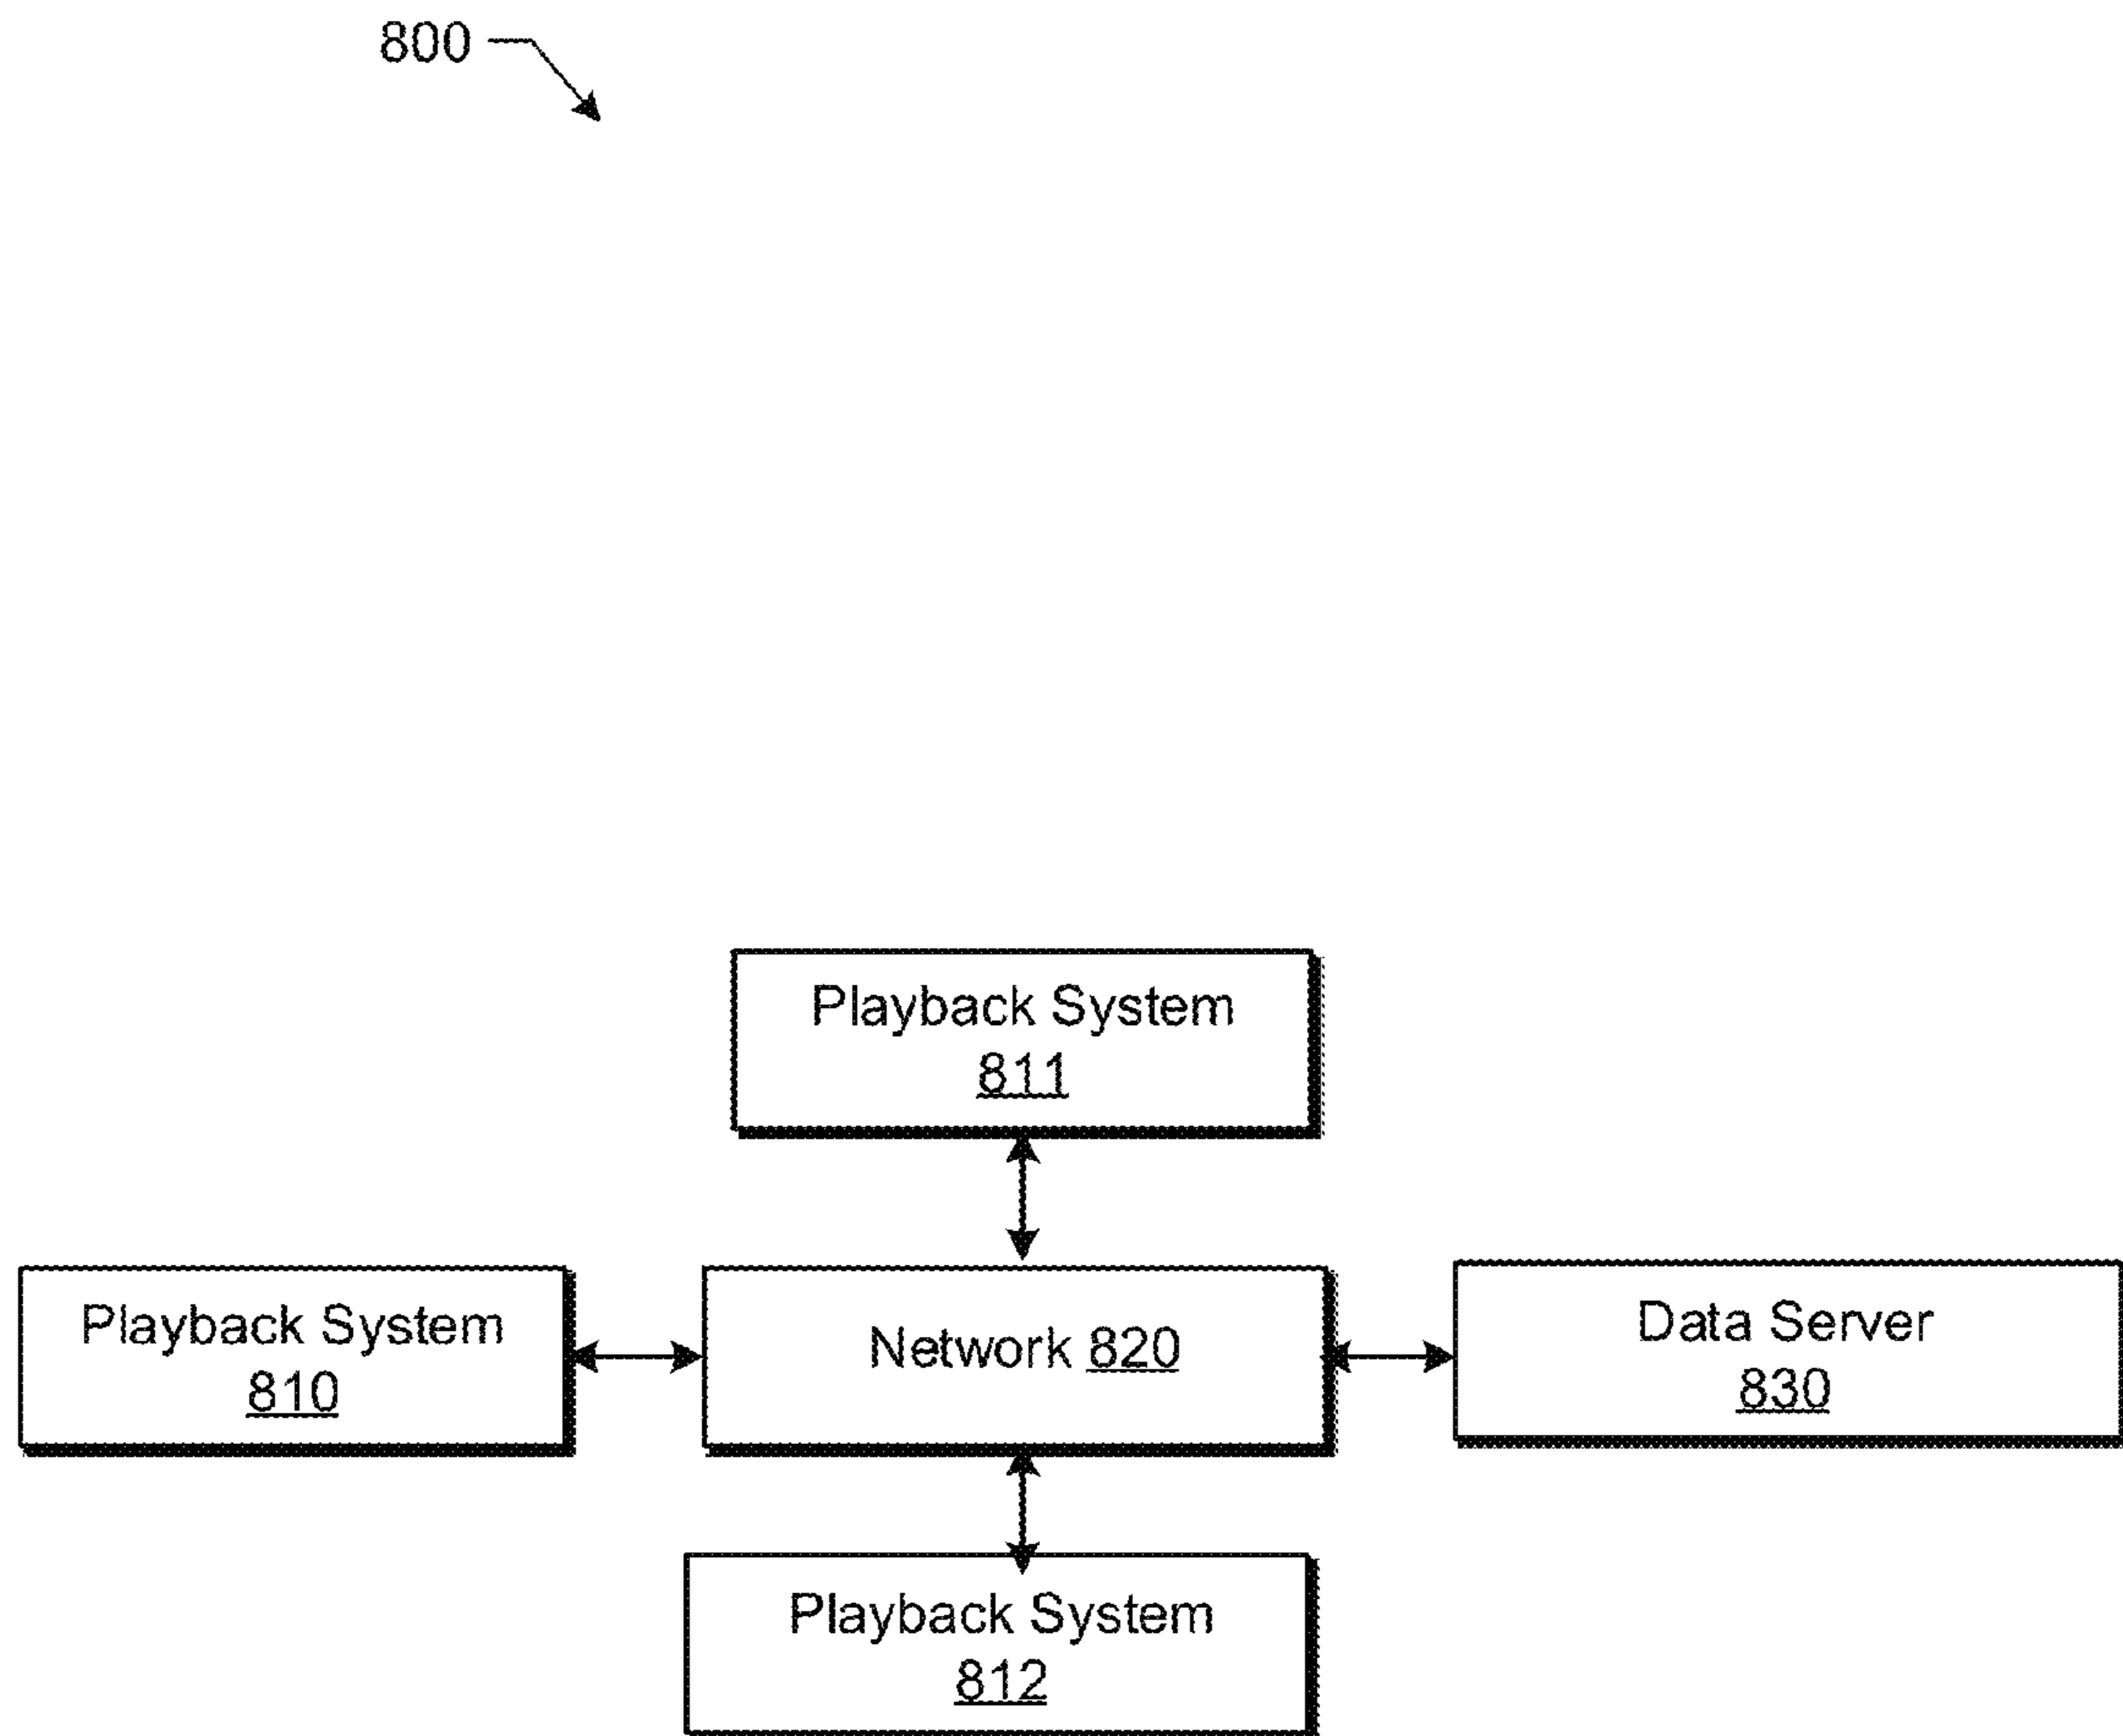 800
Playback System
811
Playback System
810
Network 820
Data Server
830
Playback System
812